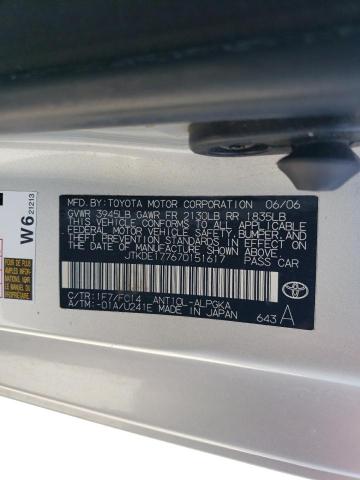 MFD. BY: TOYOTA MOTOR CORPORATION 06/06
GVWR 3945LB GAWR FR 2130LB RR 1835LB
THIS VEHICLE CONFORMS TO ALL APPLICABLE
FEDERAL MOTOR VEHICLE SAFETY,
BUMPER, AND THEFT PREVENTION
STANDARDS IN EFFECT ON THE
DATE OF MANUFACTURE SHOWN ABOVE.
JTKDE177670151617 PASS.CAR
C/TR: 1F7/FC14 ANT10L-ALPGKA
A/TM: -01A/U241E MADE IN JAPAN
643 A
W6
21213